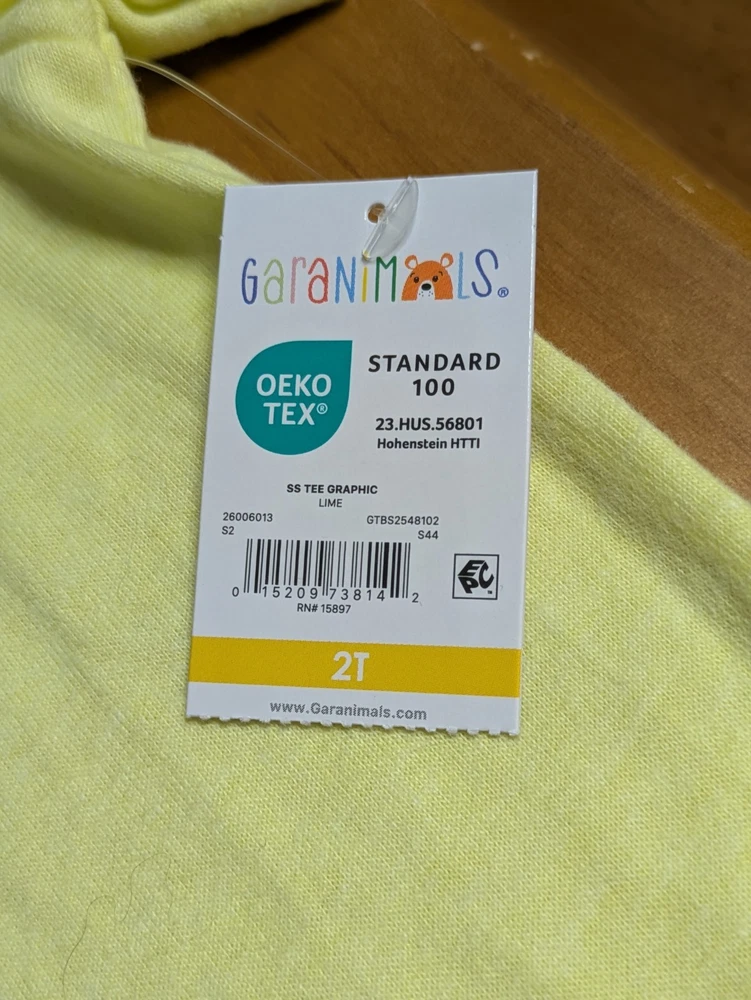 GaraNiMALS®
OEKO
TEX®
STANDARD
100
23.HUS.56801
Hohenstein HTTI
SS TEE GRAPHIC
LIME
26006013
GTBS2548102
S2
S44
0 15209 73814 2
RN# 15897
EPC™
2T
www.Garanimals.com